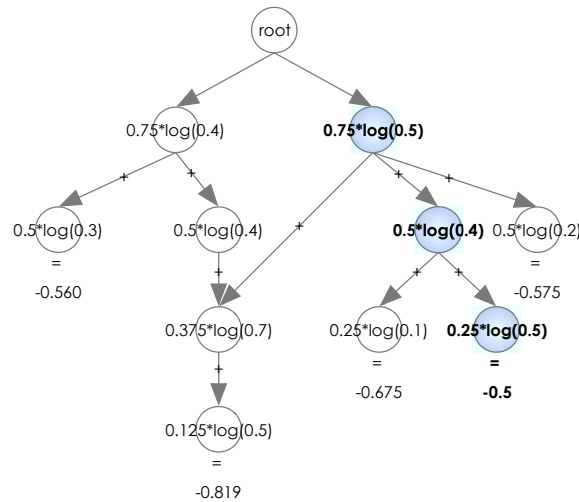 root
0.75*log(0.4)
0.75*log(0.5)
+
+
+
+
+
0.5*log(0.3)
0.5*log(0.4)
0.5*log(0.4)
0.5*log(0.2)
=
=
-0.560
-0.575
+
+
+
0.375*log(0.7)
0.25*log(0.1)
0.25*log(0.5)
=
=
-0.675
-0.5
+
0.125*log(0.5)
=
-0.819